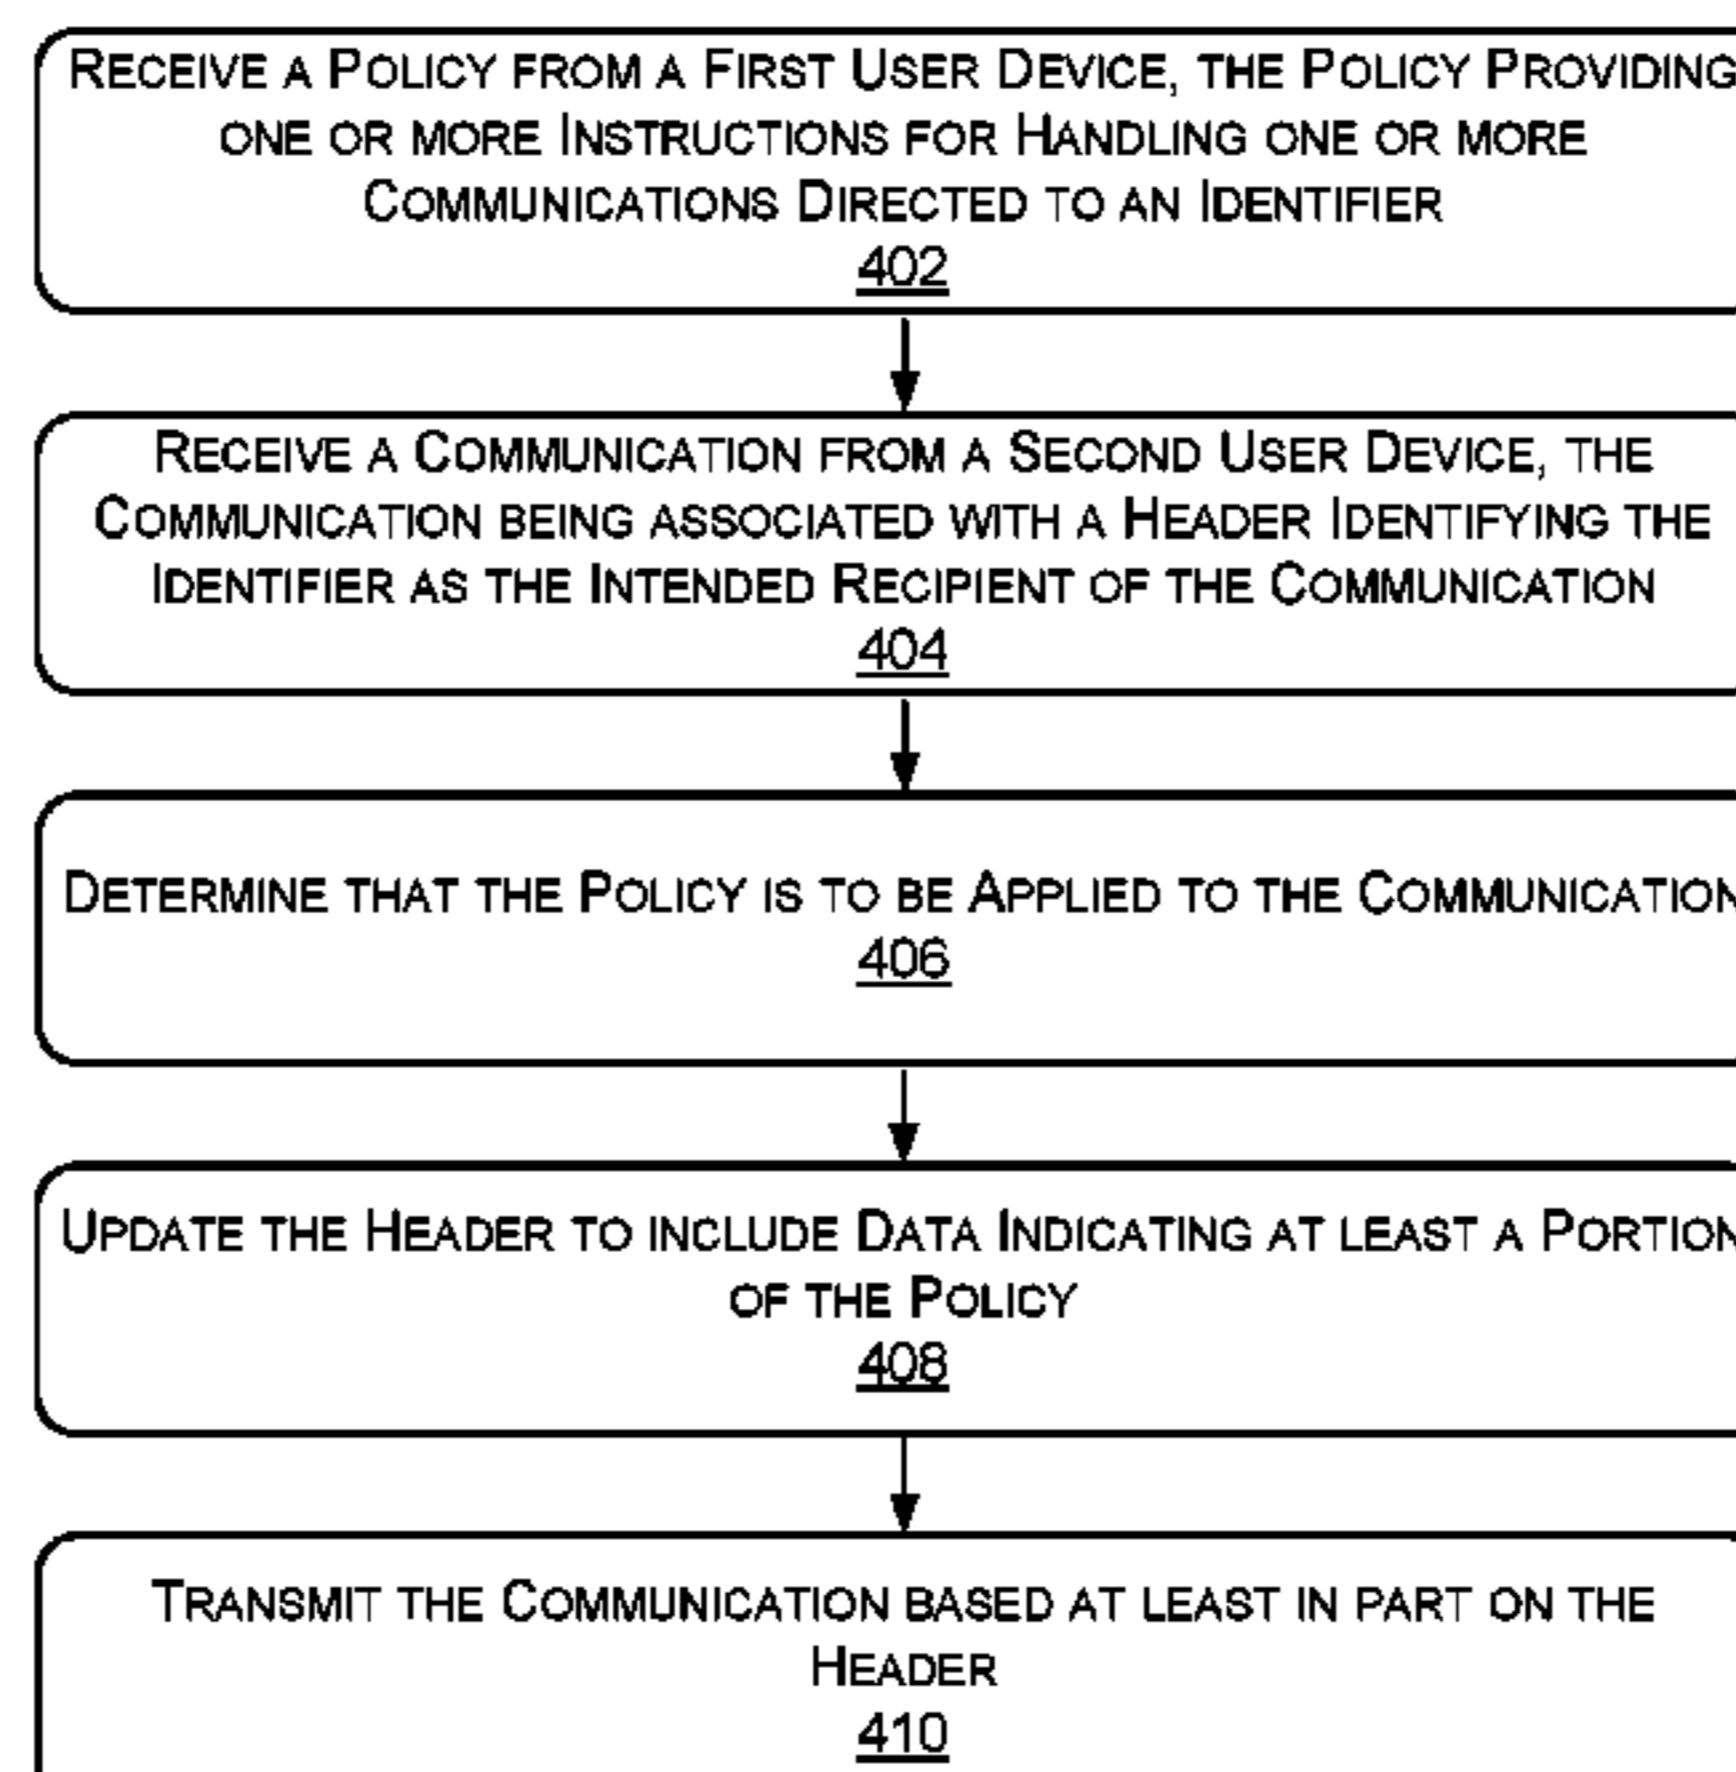 RECEIVE A POLICY FROM A FIRST USER DEVICE, THE POLICY PROVIDING
ONE OR MORE INSTRUCTIONS FOR HANDLING ONE OR MORE
COMMUNICATIONS DIRECTED TO AN IDENTIFIER
402
RECEIVE A COMMUNICATION FROM A SECOND USER DEVICE, THE
COMMUNICATION BEING ASSOCIATED WITH A HEADER IDENTIFYING THE
IDENTIFIER AS THE INTENDED RECIPIENT OF THE COMMUNICATION
404
DETERMINE THAT THE POLICY IS TO BE APPLIED TO THE COMMUNICATION
406
UPDATE THE HEADER TO INCLUDE DATA INDICATING AT LEAST A PORTION
OF THE POLICY
408
TRANSMIT THE COMMUNICATION BASED AT LEAST IN PART ON THE
HEADER
410